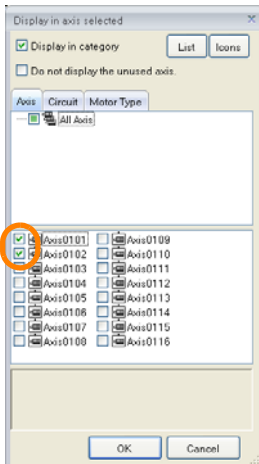 Display in axis selected
Display in category
List
Icons
Do not display the unused axis.
Axis
Circuit
Motor Type
All Axis
Axis0101
Axis0109
Axis0102
Axis0110
Axis0103
Axis0111
Axis0104
Axis0112
Axis0105
Axis0113
Axis0106
Axis0114
Axis0107
Axis0115
Axis0108
Axis0116
OK
Cancel